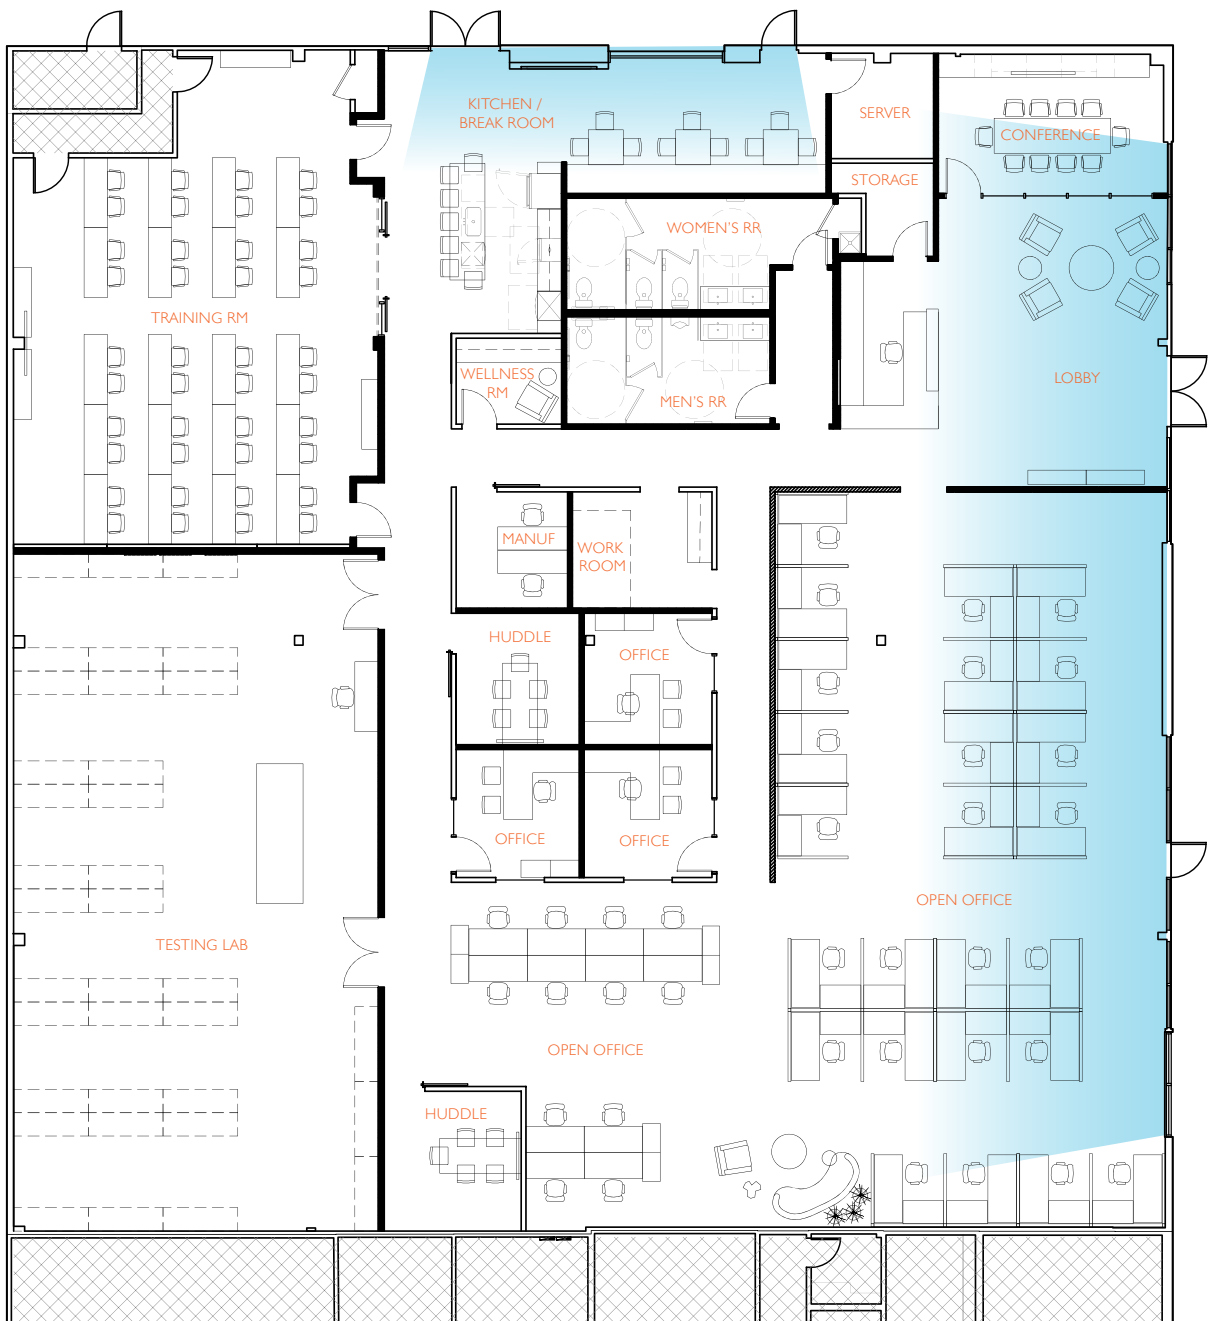 KITCHEN /
BREAK ROOM
SERVER
CONFERENCE
STORAGE
WOMEN'S RR
TRAINING RM
WELLNESS
RM
MEN'S RR
LOBBY
MANUF
WORK
ROOM
HUDDLE
OFFICE
OFFICE
OFFICE
OPEN OFFICE
TESTING LAB
OPEN OFFICE
HUDDLE